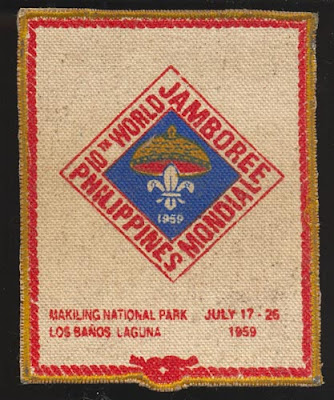 10TH WORLD
JAMBOREE
PHILIPPINES
MONDIAL
1959
MAKILING NATIONAL PARK JULY 17 - 26
LOS BAÑOS LAGUNA 1959